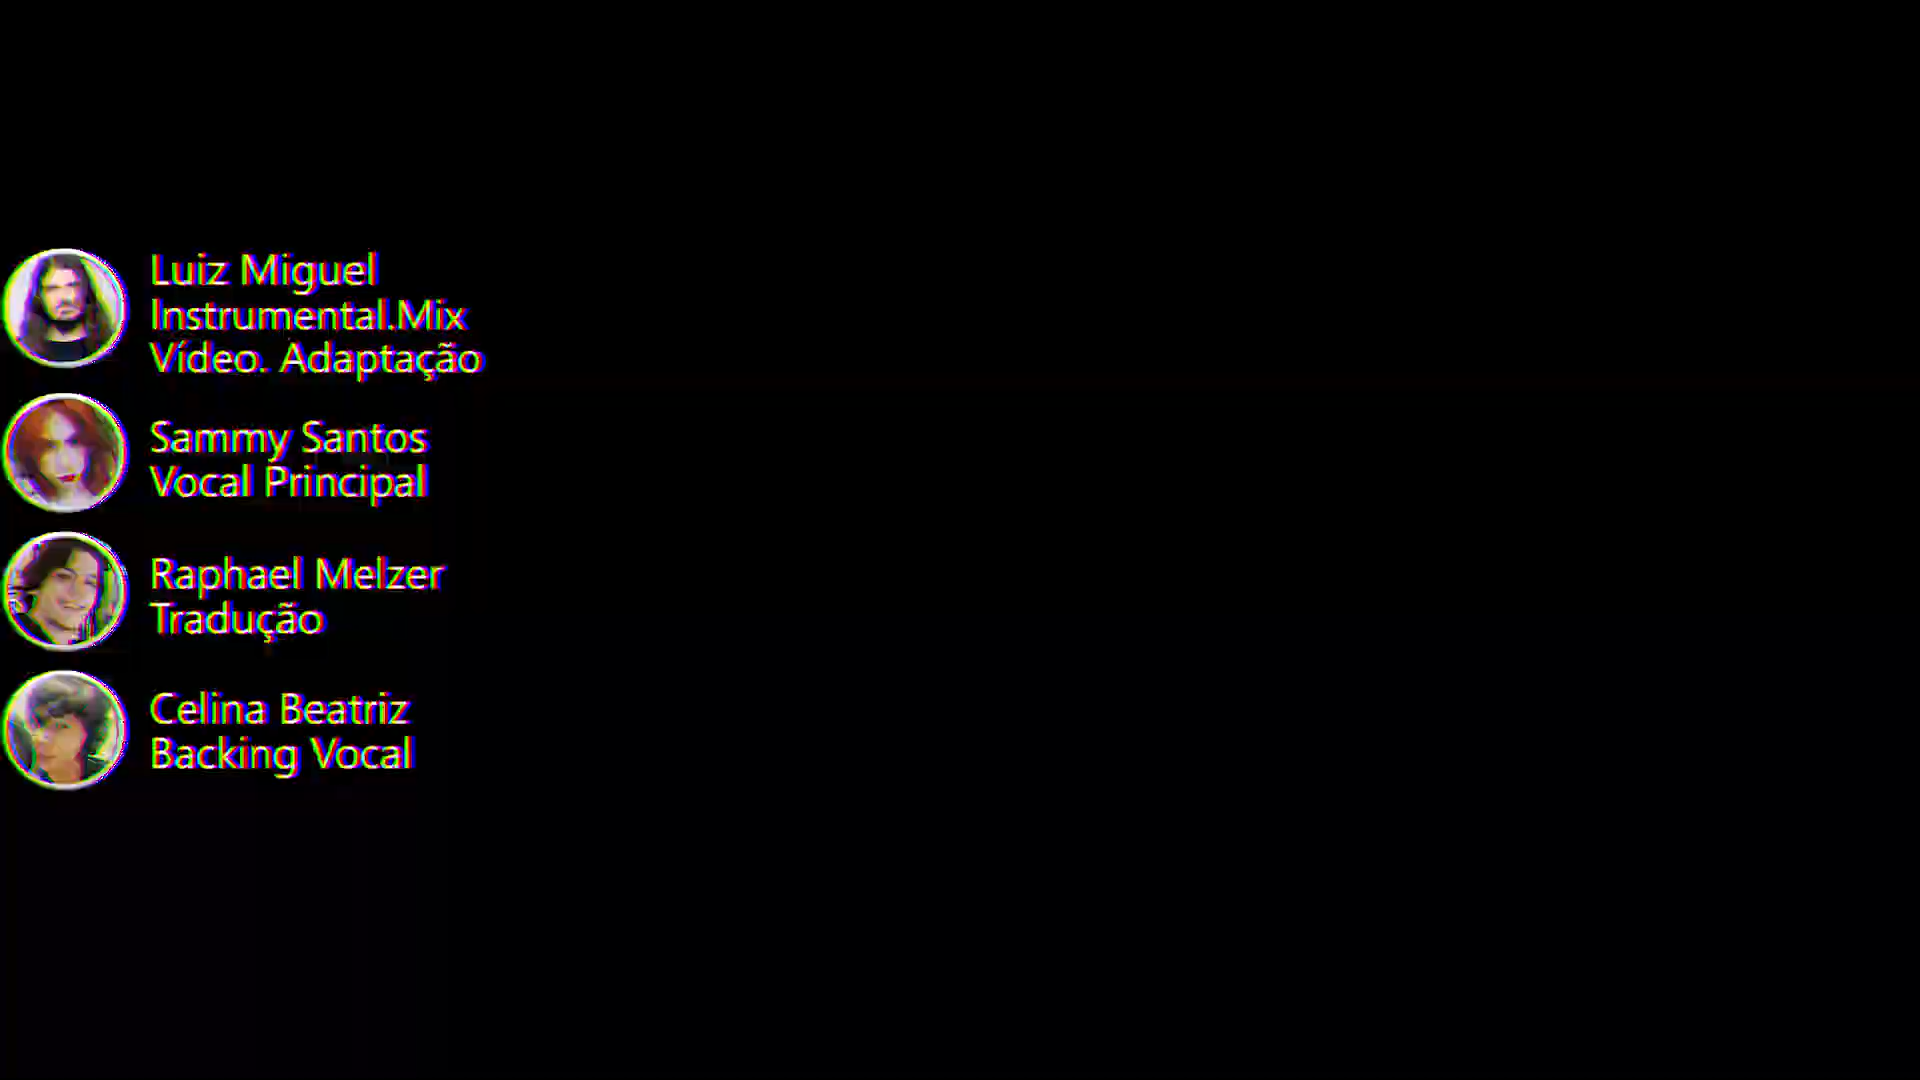 Luiz Miguel
Instrumental.Mix
Vídeo. Adaptação
Sammy Santos
Vocal Principal
Raphael Melzer
Tradução
Celina Beatriz
Backing Vocal